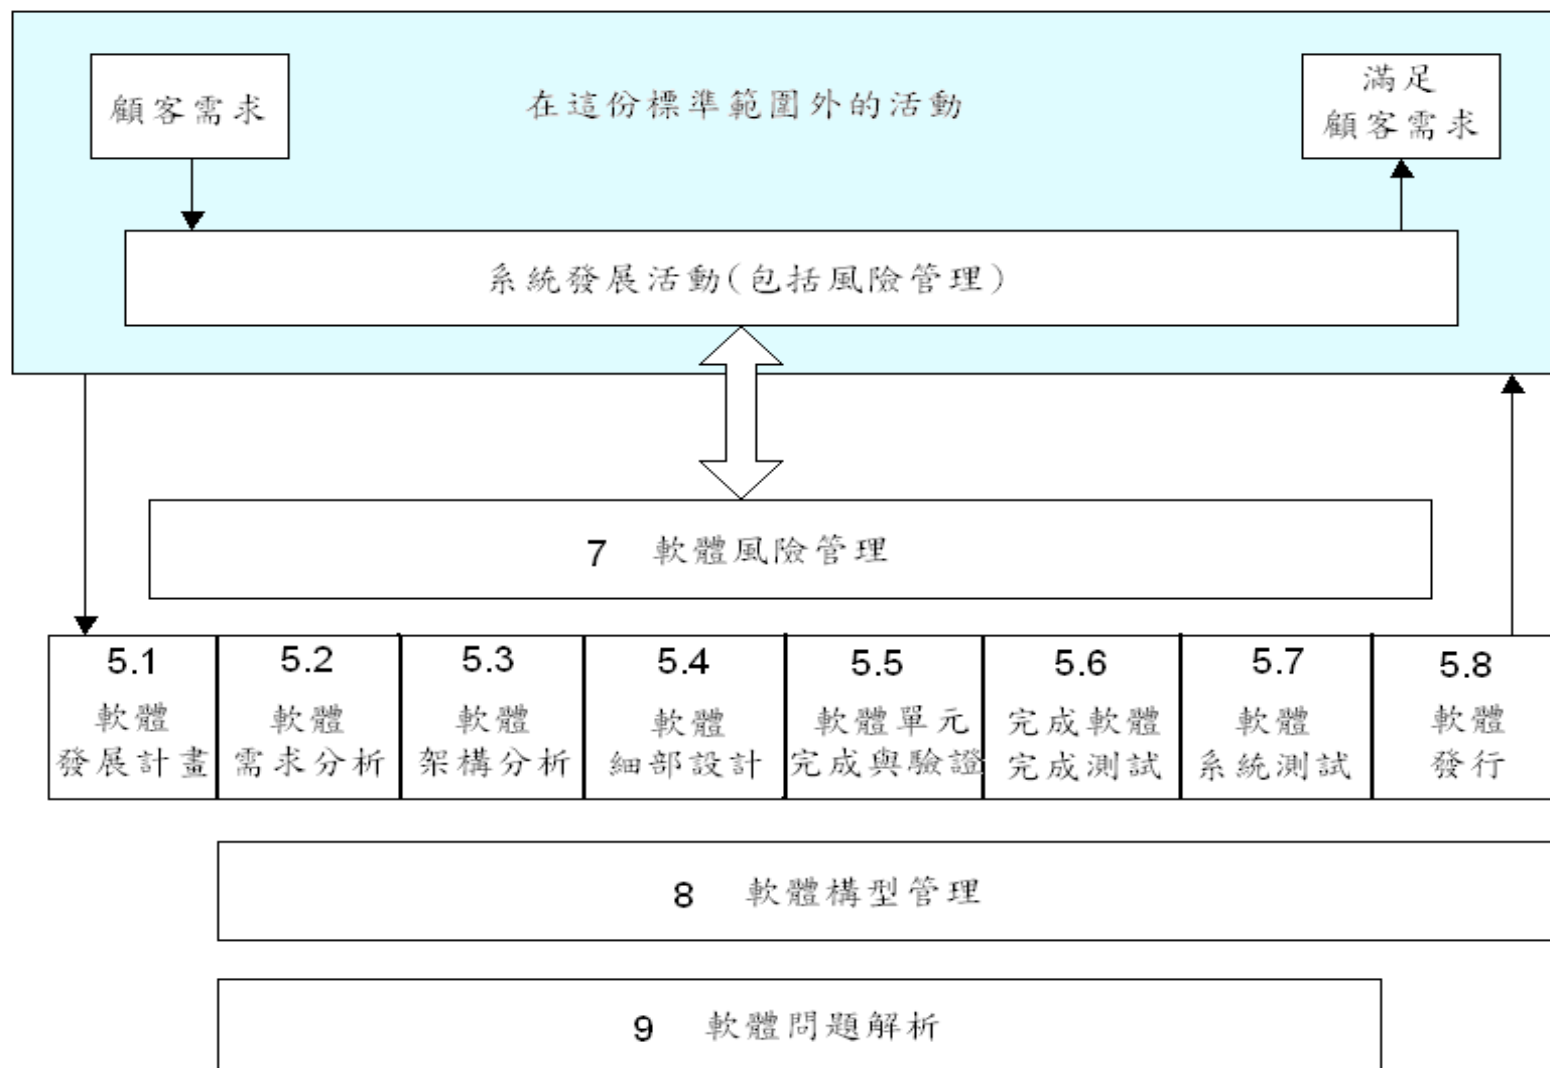 顧客需求
在這份標準範圍外的活動
滿足
顧客需求
系統發展活動(包括風險管理)
7 軟體風險管理
5.1
軟體
發展計畫
5.2
軟體
需求分析
5.3
軟體
架構分析
5.4
軟體
細部設計
5.5
軟體單元
完成與驗證
5.6
完成軟體
完成測試
5.7
軟體
系統測試
5.8
軟體
發行
8 軟體構型管理
9 軟體問題解析